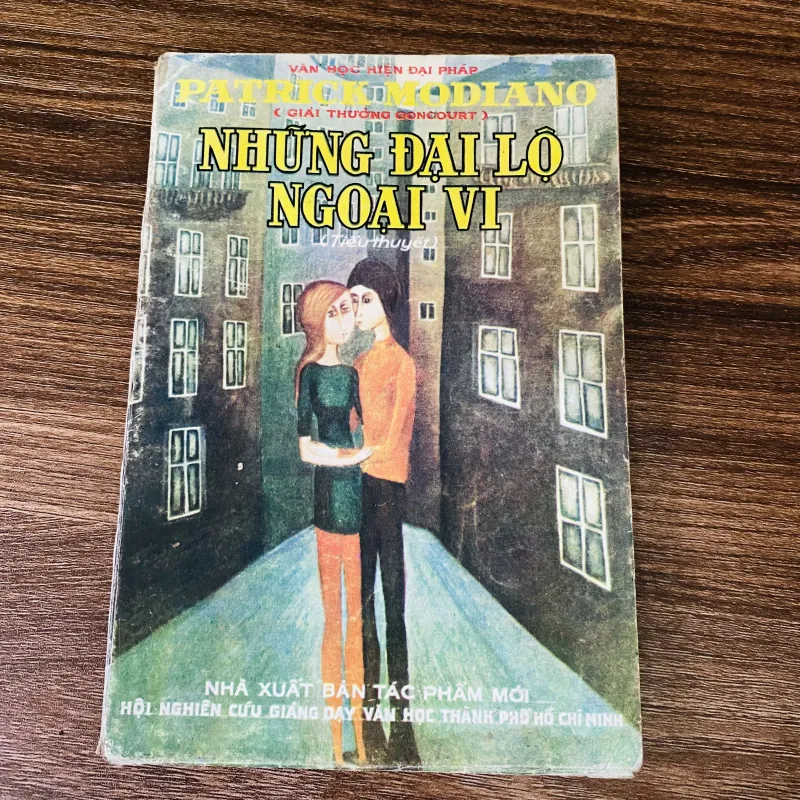 VĂN HỌC HIỆN ĐẠI PHÁP
PATRICK MODIANO
( GIẢI THƯỞNG GONCOURT )
NHỮNG ĐẠI LỘ
NGOẠI VI
(Tiểu thuyết)
NHÀ XUẤT BẢN TÁC PHẨM MỚI
HỘI NGHIÊN CỨU GIẢNG DẠY VĂN HỌC THÀNH PHỐ HỒ CHÍ MINH